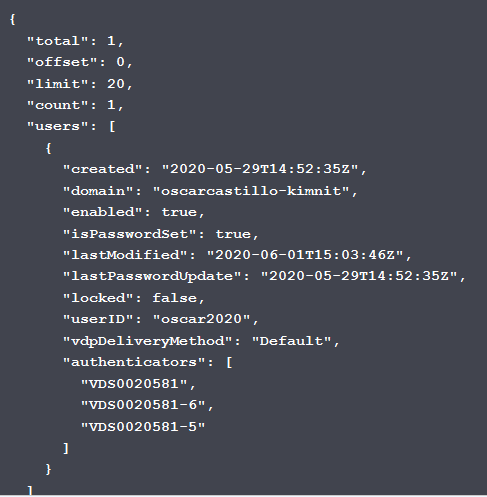 {
"total": 1,
"offset": 0,
"limit": 20,
"count": 1,
"users": [
{
"created": "2020-05-29T14:52:35Z",
"domain": "oscarcastillo-kimnit",
"enabled": true,
"isPasswordSet": true,
"lastModified": "2020-06-01T15:03:46Z",
"lastPasswordUpdate": "2020-05-29T14:52:35Z",
"locked": false,
"userID": "oscar2020",
"vdpDeliveryMethod": "Default",
"authenticators": [
"VDS0020581",
"VDS0020581-6",
"VDS0020581-5"
]
}
]